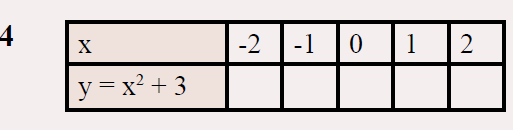 4
x -2 -1 0 1 2
y = x² + 3